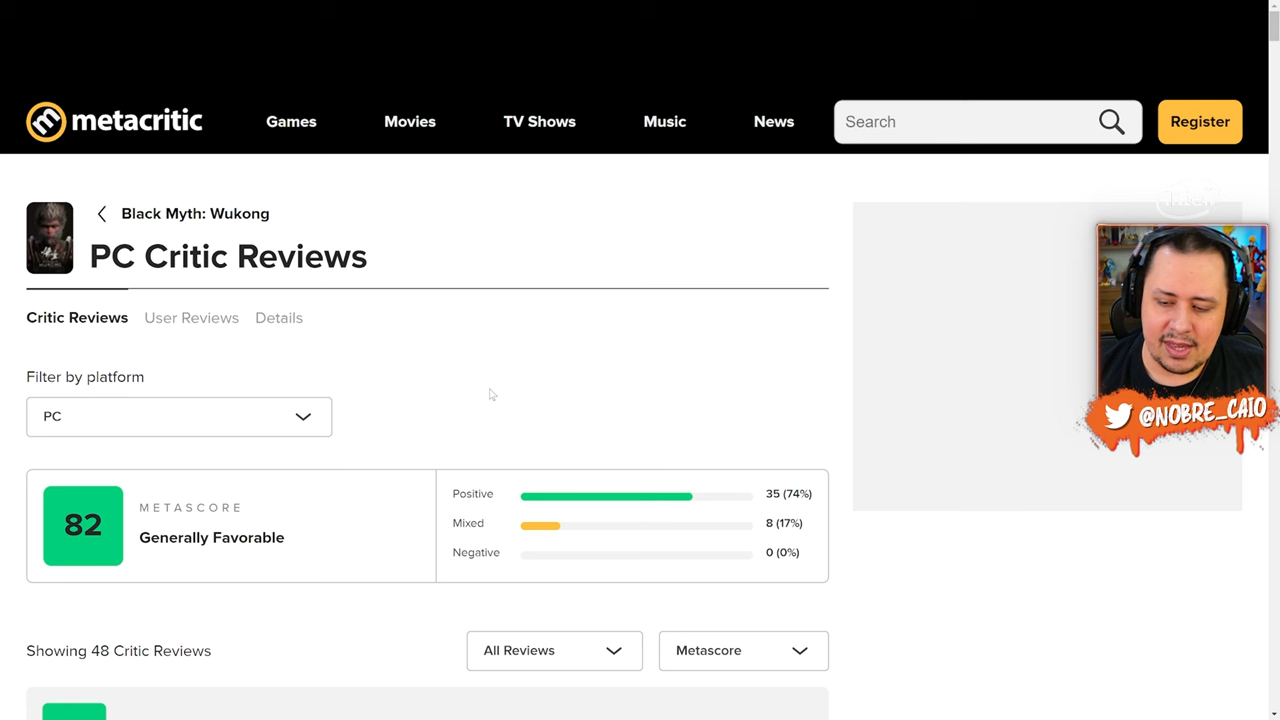 metacritic
Games
Movies
TV Shows
Music
News
Search
Register
Black Myth: Wukong
PC Critic Reviews
Critic Reviews
User Reviews
Details
Filter by platform
PC
82
METASCORE
Generally Favorable
Positive
35 (74%)
Mixed
8 (17%)
Negative
0 (0%)
Showing 48 Critic Reviews
All Reviews
Metascore
@NOBRE_CAIO